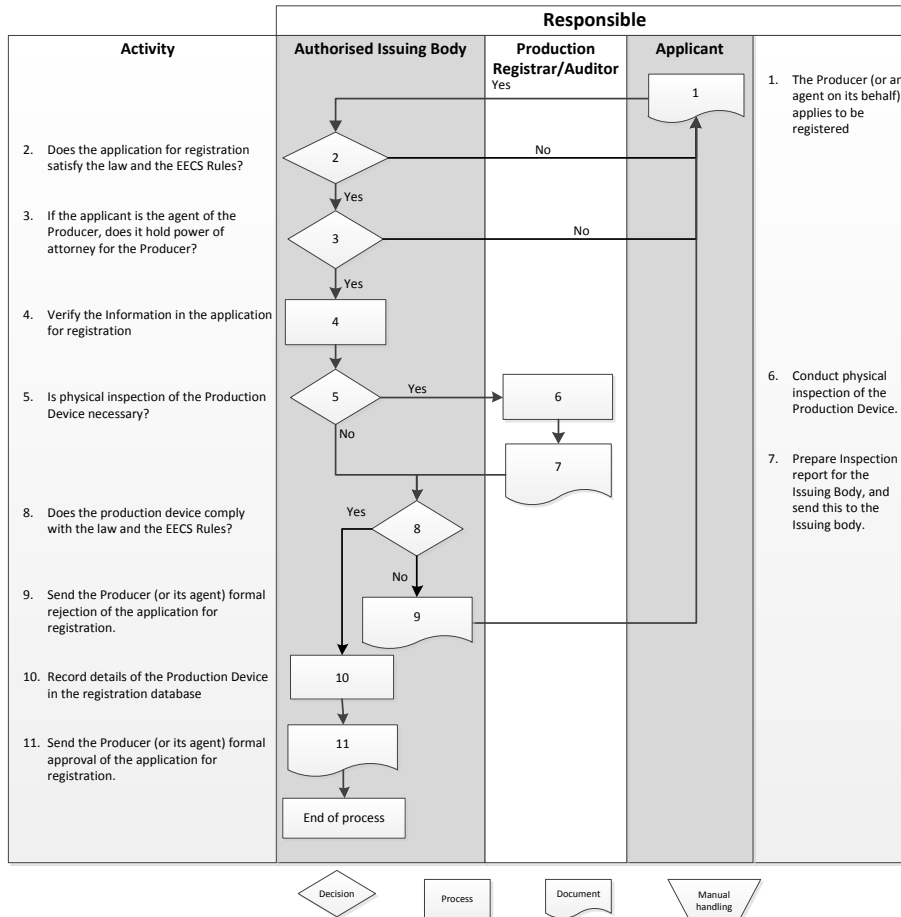 Responsible
Activity
Authorised Issuing Body
Production
Registrar/Auditor
Applicant
Yes
1
1. The Producer (or an
agent on its behalf)
applies to be
registered
2. Does the application for registration
satisfy the law and the EECS Rules?
2
No
Yes
3. If the applicant is the agent of the
Producer, does it hold power of
attorney for the Producer?
3
No
Yes
4. Verify the Information in the application
for registration
4
5. Is physical inspection of the Production
Device necessary?
5
Yes
6
6. Conduct physical
inspection of the
Production Device.
No
7
7. Prepare Inspection
report for the
Issuing Body, and
send this to the
Issuing body.
8. Does the production device comply
with the law and the EECS Rules?
Yes
8
No
9. Send the Producer (or its agent) formal
rejection of the application for
registration.
9
10. Record details of the Production Device
in the registration database
10
11. Send the Producer (or its agent) formal
approval of the application for
registration.
11
End of process
Decision
Process
Document
Manual
handling